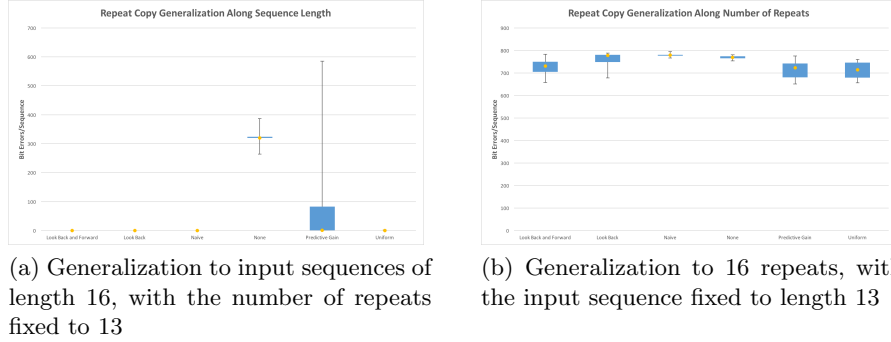 Repeat Copy Generalization Along Sequence Length
Bit Errors/Sequence
700
600
500
400
300
200
100
0
Look Back and Forward
Look Back
Naive
None
Predictive Gain
Uniform
(a) Generalization to input sequences of
length 16, with the number of repeats
fixed to 13
Repeat Copy Generalization Along Number of Repeats
Bit Errors/Sequence
900
800
700
600
500
400
300
200
100
0
Look Back and Forward
Look Back
Naive
None
Predictive Gain
Uniform
(b) Generalization to 16 repeats, with
the input sequence fixed to length 13